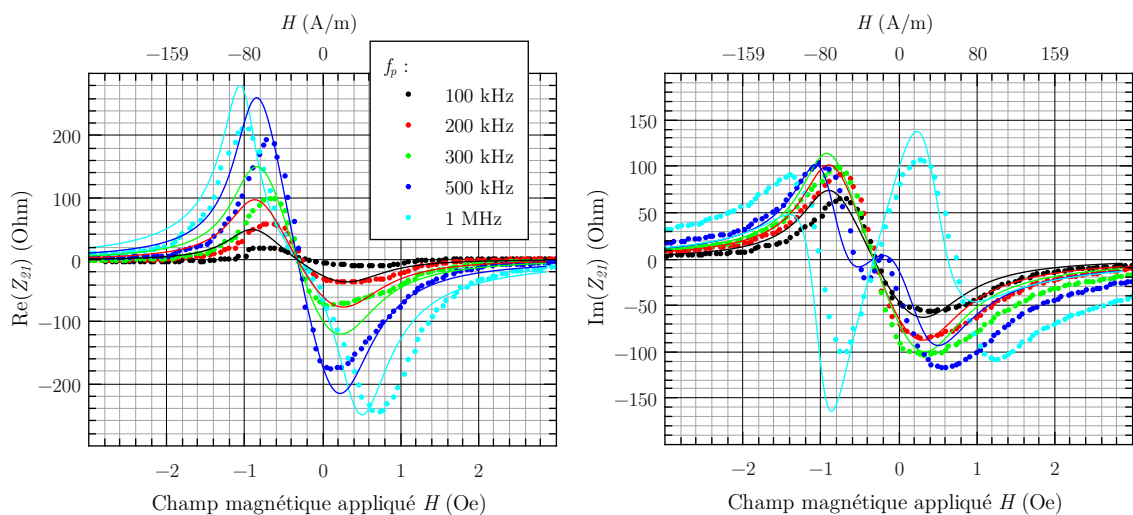 H (A/m)
−159 −80 0
f_p :
100 kHz
200 kHz
300 kHz
500 kHz
1 MHz
200
100
0
−100
−200
Re(Z_21) (Ohm)
−2 −1 0 1 2
Champ magnétique appliqué H (Oe)
H (A/m)
−159 −80 0 80 159
150
100
50
0
−50
−100
−150
Im(Z_21) (Ohm)
−2 −1 0 1 2
Champ magnétique appliqué H (Oe)